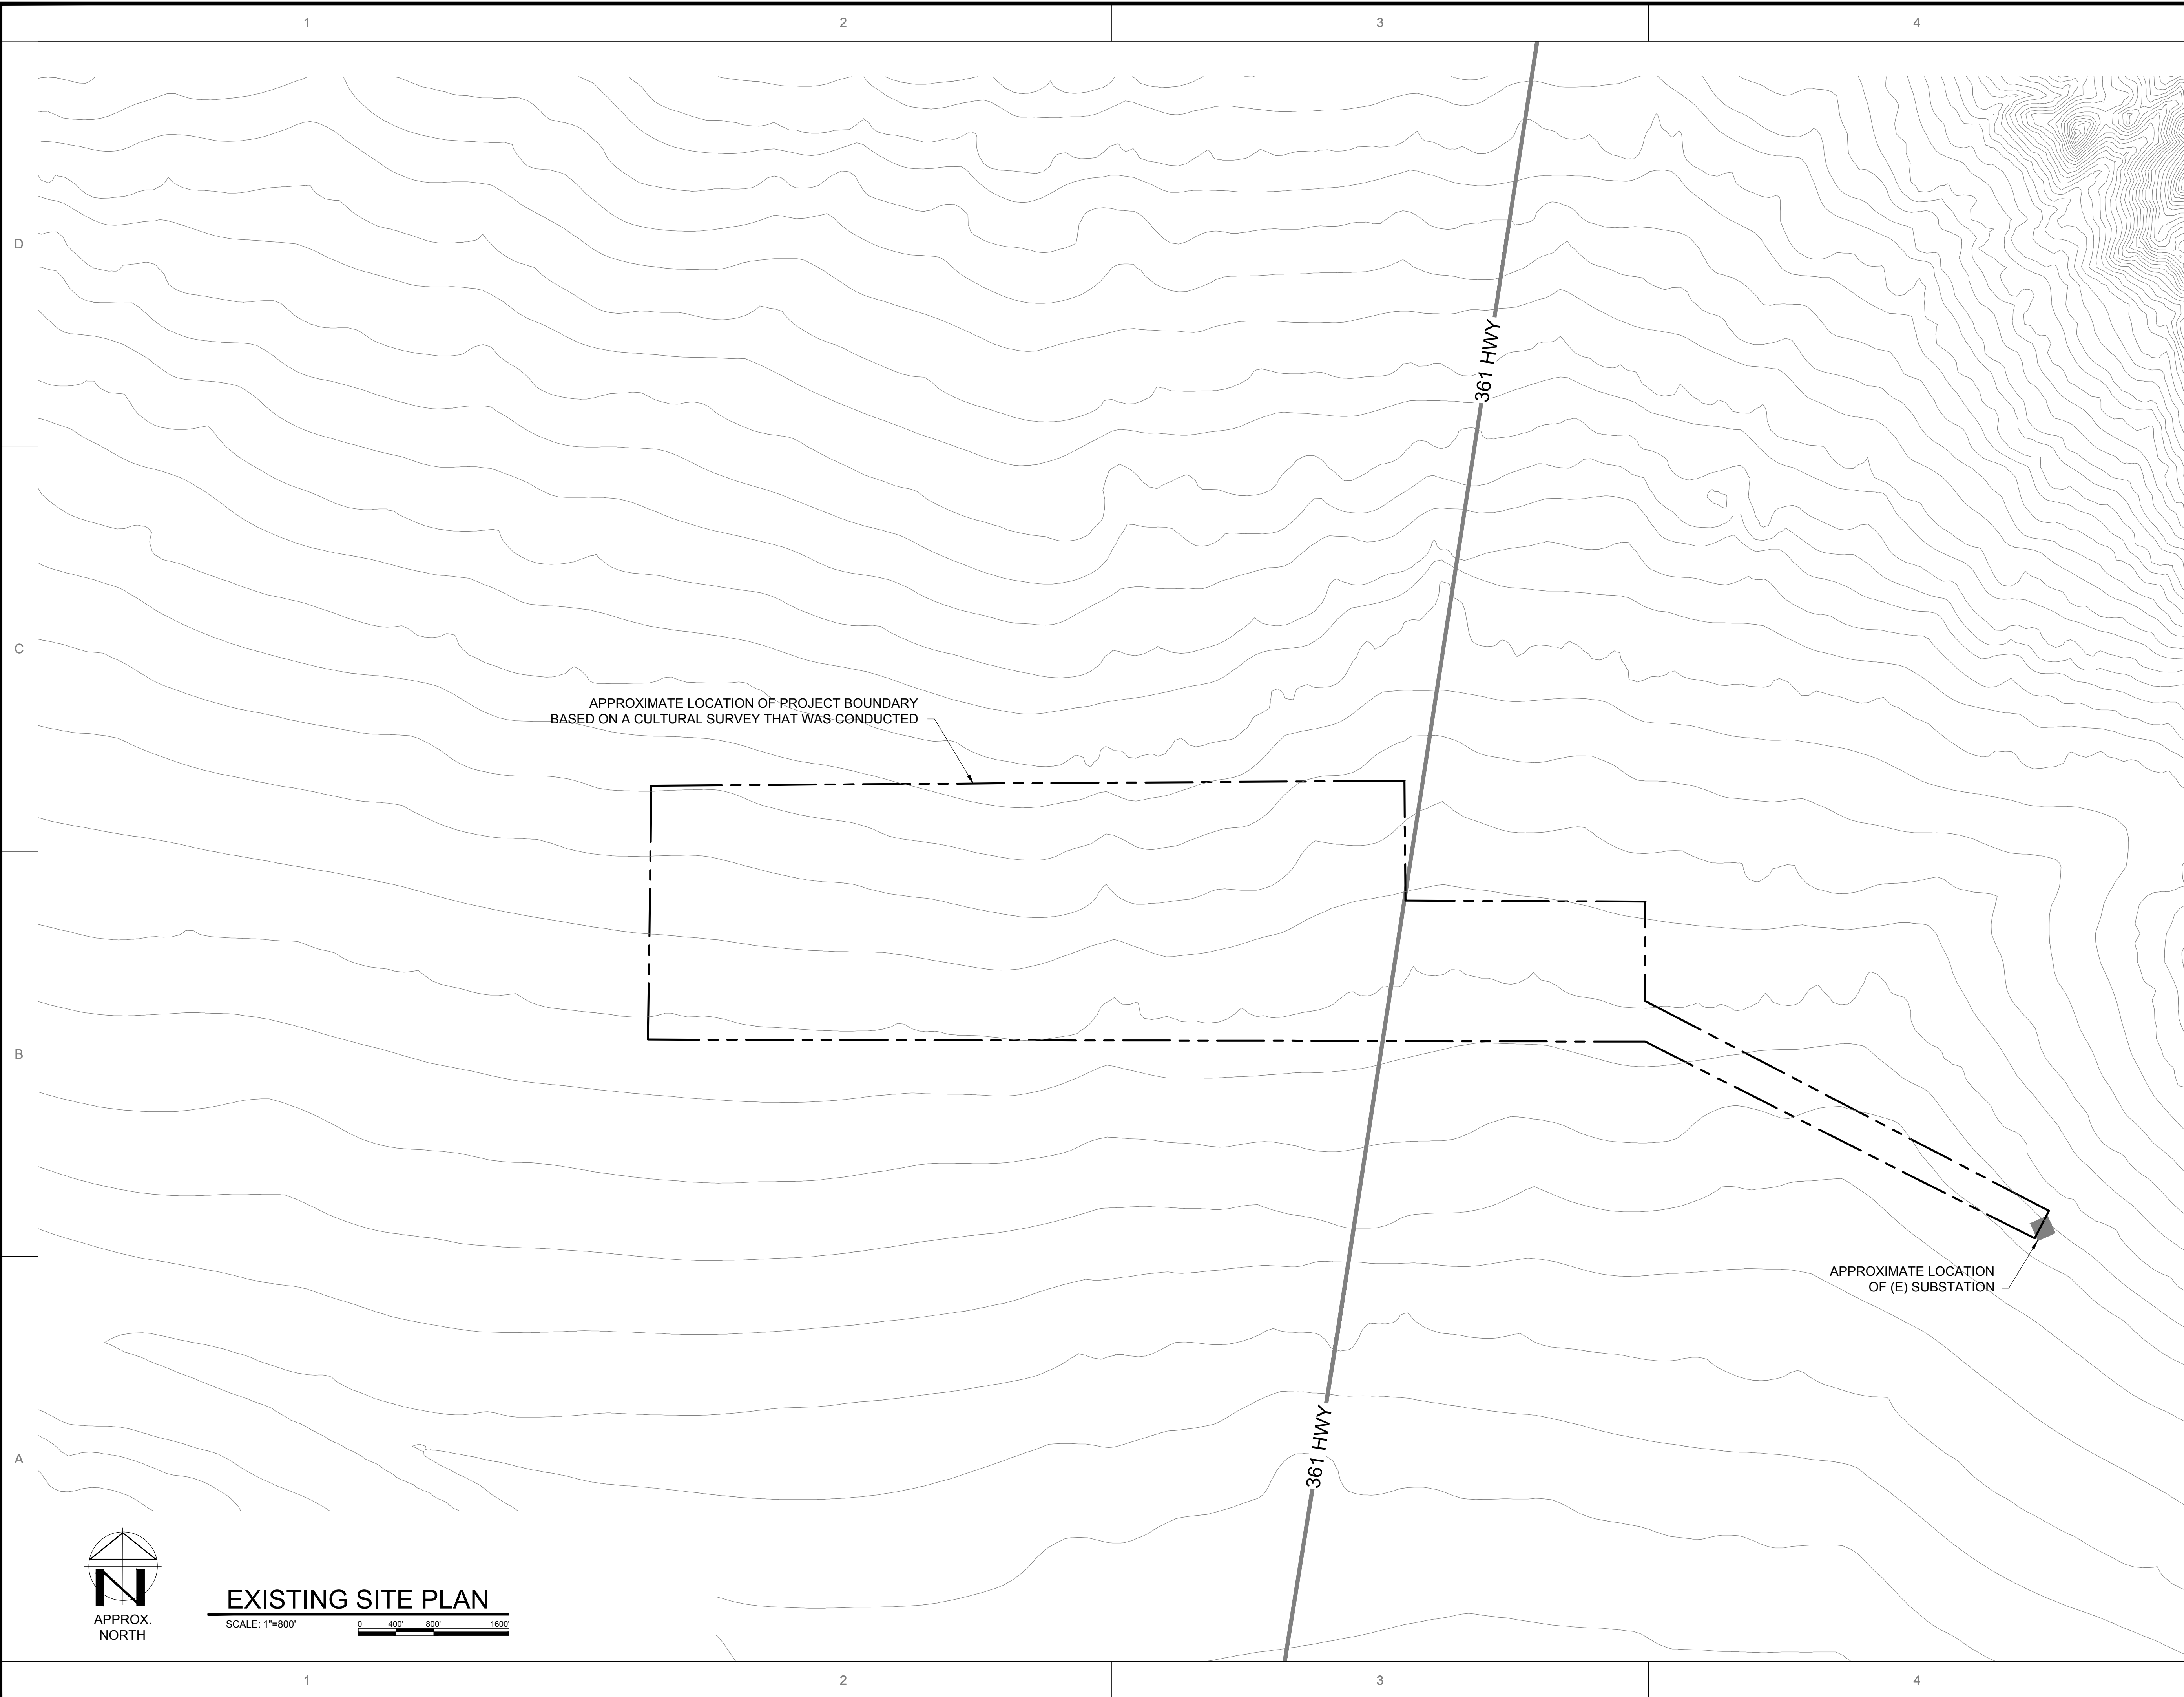 1 2 3 4
D
361 HWY
C
APPROXIMATE LOCATION OF PROJECT BOUNDARY
BASED ON A CULTURAL SURVEY THAT WAS CONDUCTED
B
APPROXIMATE LOCATION
OF (E) SUBSTATION
A
361 HWY
N
APPROX.
NORTH
EXISTING SITE PLAN
SCALE: 1"=800'
0 400' 800' 1600'
1 2 3 4